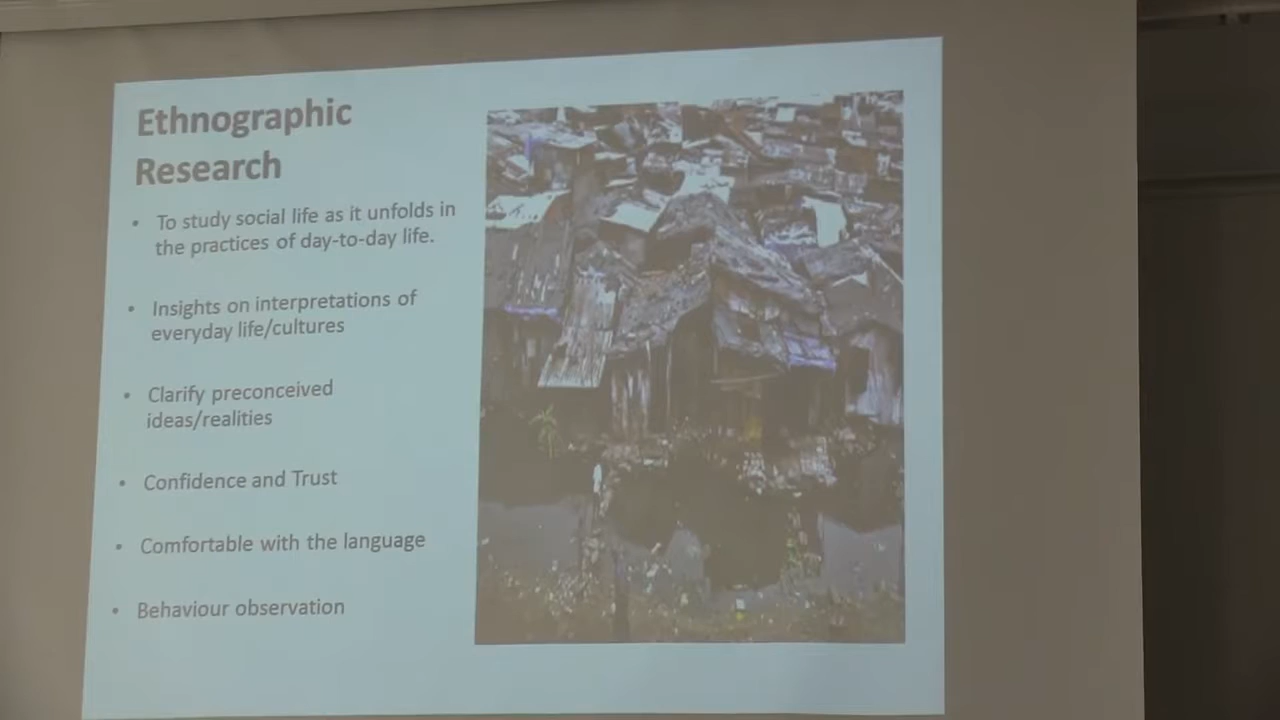 Ethnographic
Research
• To study social life as it unfolds in
the practices of day-to-day life.
• Insights on interpretations of
everyday life/cultures
• Clarify preconceived
ideas/realities
• Confidence and Trust
• Comfortable with the language
• Behaviour observation